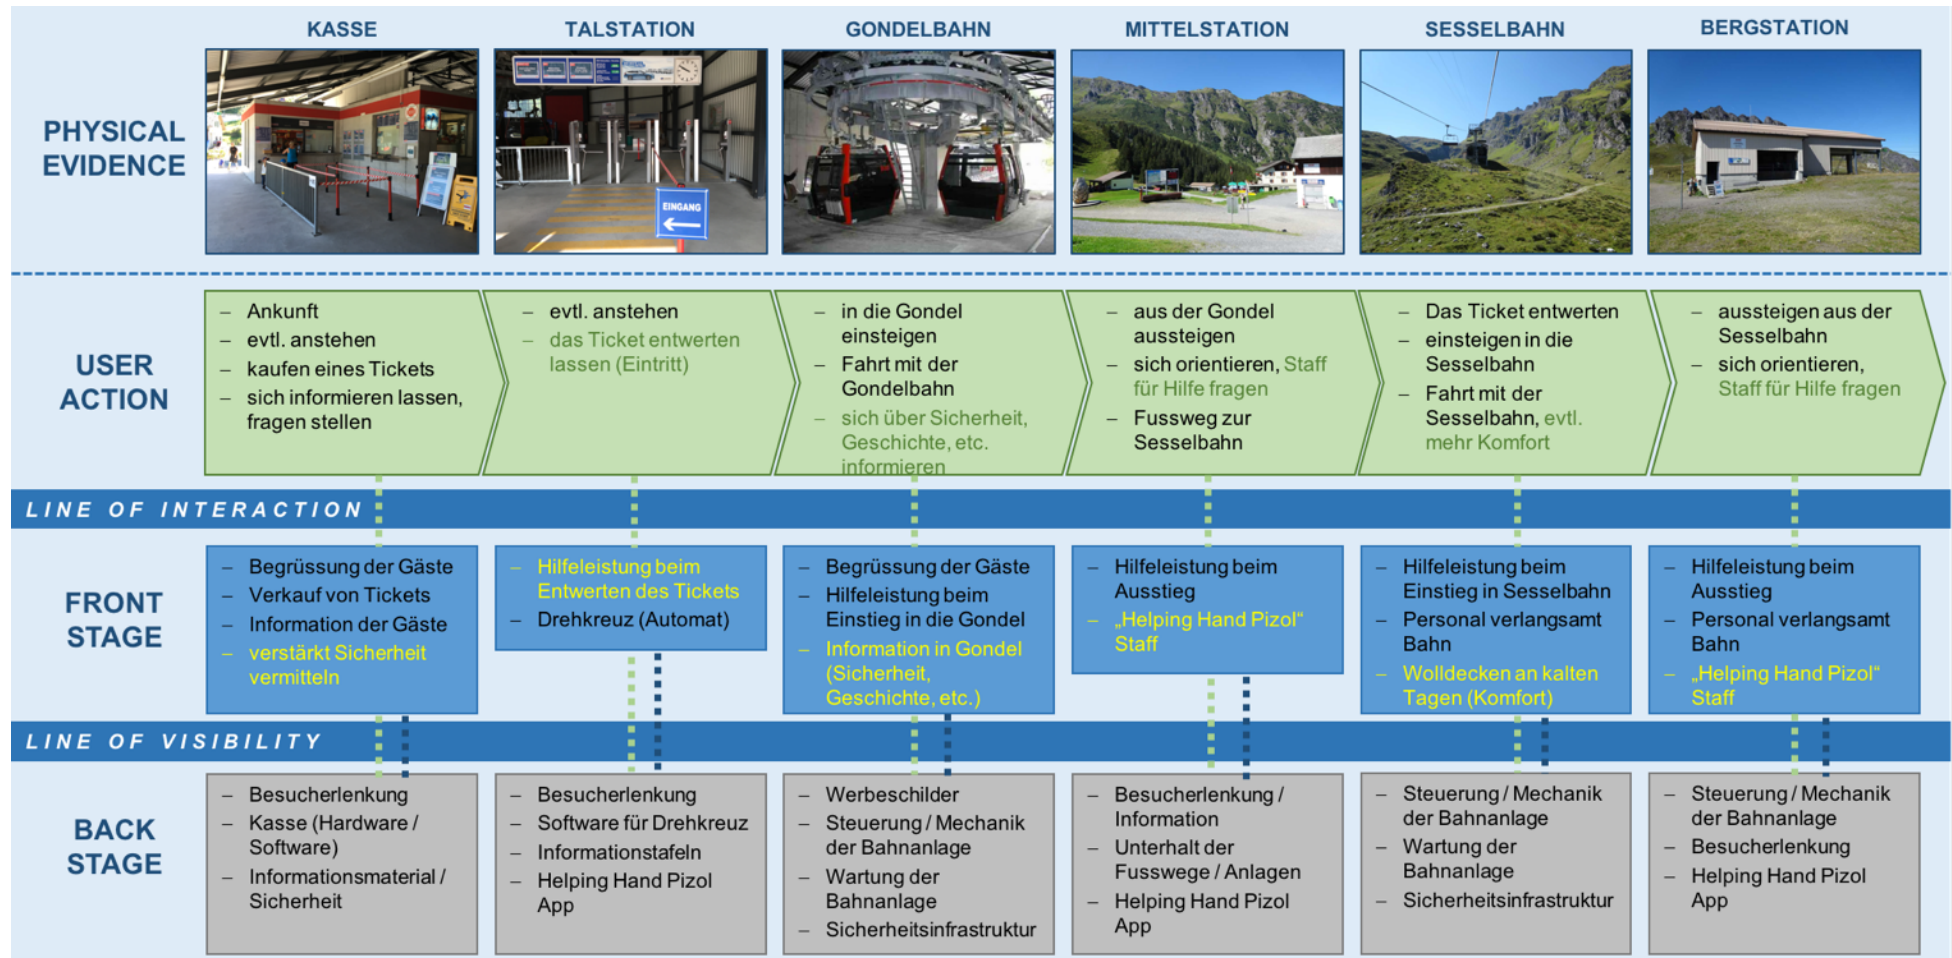 KASSE
TALSTATION
GONDELBAHN
MITTELSTATION
SESSELBAHN
BERGSTATION
PHYSICAL
EVIDENCE
EINGANG
USER
ACTION
– Ankunft
– evtl. anstehen
– kaufen eines Tickets
– sich informieren lassen,
fragen stellen
– evtl. anstehen
– das Ticket entwerten
lassen (Eintritt)
– in die Gondel
einsteigen
– Fahrt mit der
Gondelbahn
– sich über Sicherheit,
Geschichte, etc.
informieren
– aus der Gondel
aussteigen
– sich orientieren, Staff
für Hilfe fragen
– Fussweg zur
Sesselbahn
– Das Ticket entwerten
– einsteigen in die
Sesselbahn
– Fahrt mit der
Sesselbahn, evtl.
mehr Komfort
– aussteigen aus der
Sesselbahn
– sich orientieren,
Staff für Hilfe fragen
LINE OF INTERACTION
FRONT
STAGE
– Begrüssung der Gäste
– Verkauf von Tickets
– Information der Gäste
– verstärkt Sicherheit
vermitteln
– Hilfeleistung beim
Entwerten des Tickets
– Drehkreuz (Automat)
– Begrüssung der Gäste
– Hilfeleistung beim
Einstieg in die Gondel
– Information in Gondel
(Sicherheit,
Geschichte, etc.)
– Hilfeleistung beim
Ausstieg
– „Helping Hand Pizol“
Staff
– Hilfeleistung beim
Einstieg in Sesselbahn
– Personal verlangsamt
Bahn
– Wolldecken an kalten
Tagen (Komfort)
– Hilfeleistung beim
Ausstieg
– Personal verlangsamt
Bahn
– „Helping Hand Pizol“
Staff
LINE OF VISIBILITY
BACK
STAGE
– Besucherlenkung
– Kasse (Hardware /
Software)
– Informationsmaterial /
Sicherheit
– Besucherlenkung
– Software für Drehkreuz
– Informationstafeln
– Helping Hand Pizol
App
– Werbeschilder
– Steuerung / Mechanik
der Bahnanlage
– Wartung der
Bahnanlage
– Sicherheitsinfrastruktur
– Besucherlenkung /
Information
– Unterhalt der
Fusswege / Anlagen
– Helping Hand Pizol
App
– Steuerung / Mechanik
der Bahnanlage
– Wartung der
Bahnanlage
– Sicherheitsinfrastruktur
– Steuerung / Mechanik
der Bahnanlage
– Besucherlenkung
– Helping Hand Pizol
App